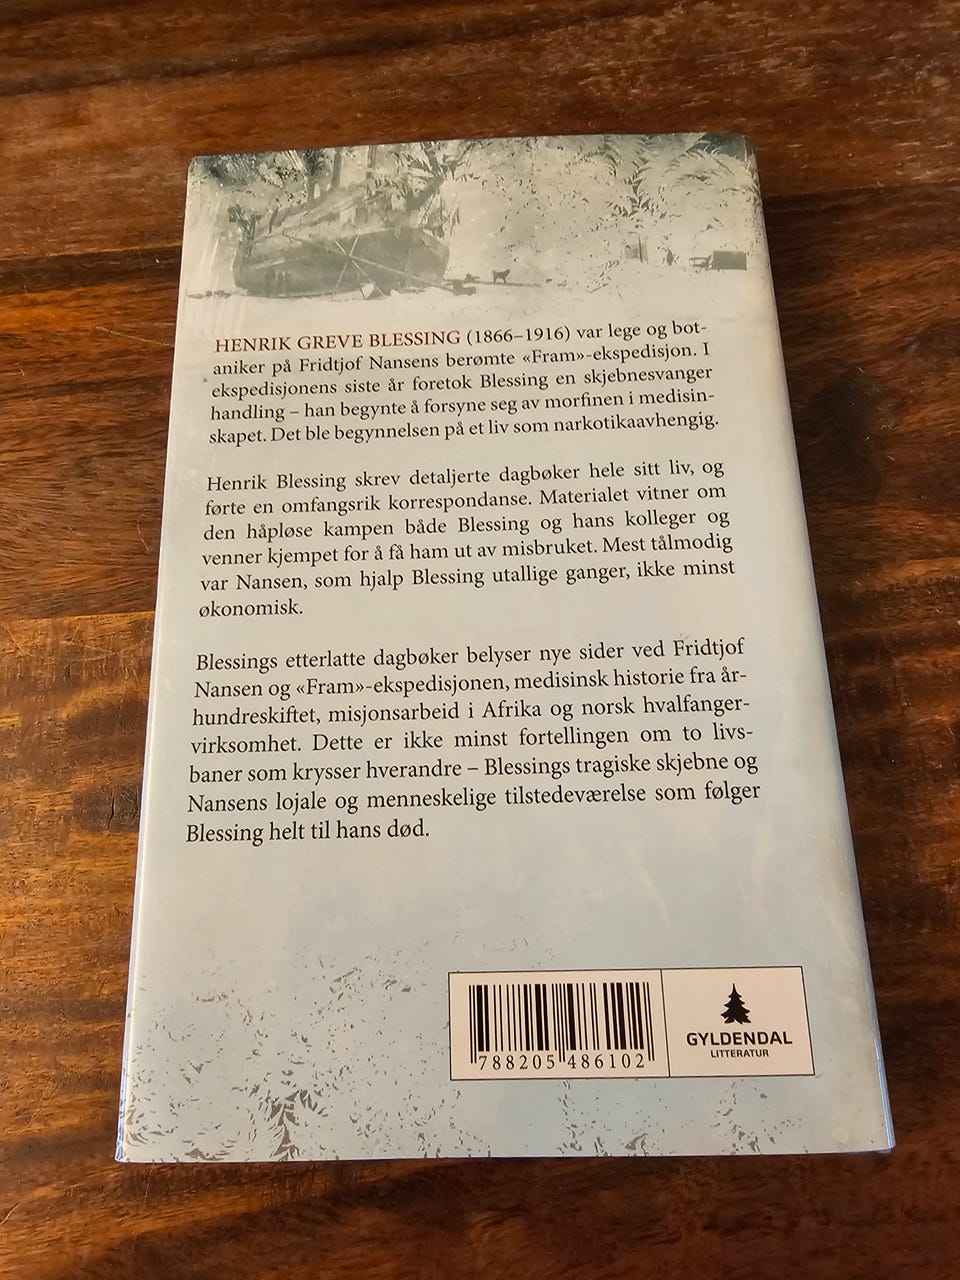 HENRIK GREVE BLESSING (1866–1916) var lege og bot-
aniker på Fridtjof Nansens berømte «Fram»-ekspedisjon. I
ekspedisjonens siste år foretok Blessing en skjebnesvanger
handling – han begynte å forsyne seg av morfinen i medisin-
skapet. Det ble begynnelsen på et liv som narkotikaavhengig.
Henrik Blessing skrev detaljerte dagbøker hele sitt liv, og
førte en omfangsrik korrespondanse. Materialet vitner om
den håpløse kampen både Blessing og hans kolleger og
venner kjempet for å få ham ut av misbruket. Mest tålmodig
var Nansen, som hjalp Blessing utallige ganger, ikke minst
økonomisk.
Blessings etterlatte dagbøker belyser nye sider ved Fridtjof
Nansen og «Fram»-ekspedisjonen, medisinsk historie fra år-
hundreskiftet, misjonsarbeid i Afrika og norsk hvalfanger-
virksomhet. Dette er ikke minst fortellingen om to livs-
baner som krysser hverandre – Blessings tragiske skjebne og
Nansens lojale og menneskelige tilstedeværelse som følger
Blessing helt til hans død.
788205 486102
GYLDENDAL
LITTERATUR